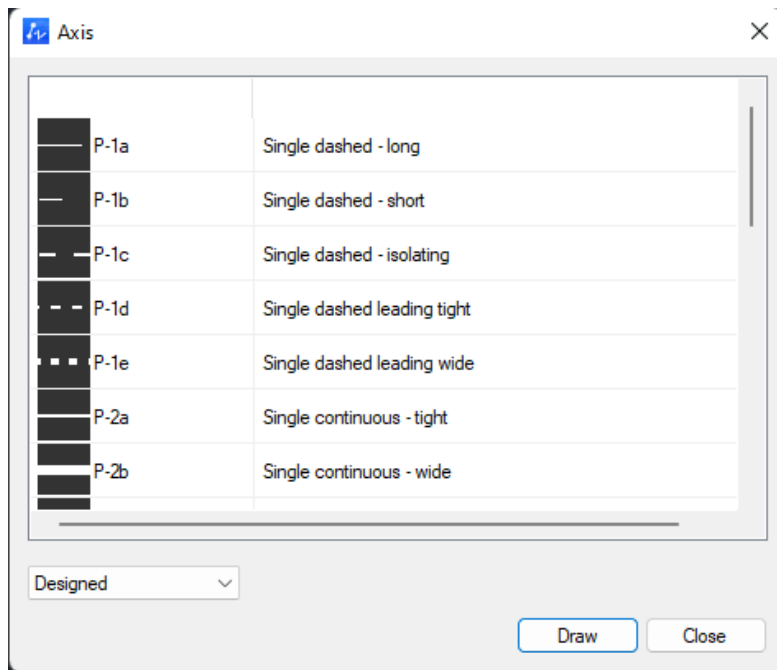 Axis
P-1a Single dashed - long
P-1b Single dashed - short
P-1c Single dashed - isolating
P-1d Single dashed leading tight
P-1e Single dashed leading wide
P-2a Single continuous - tight
P-2b Single continuous - wide
Designed
Draw Close